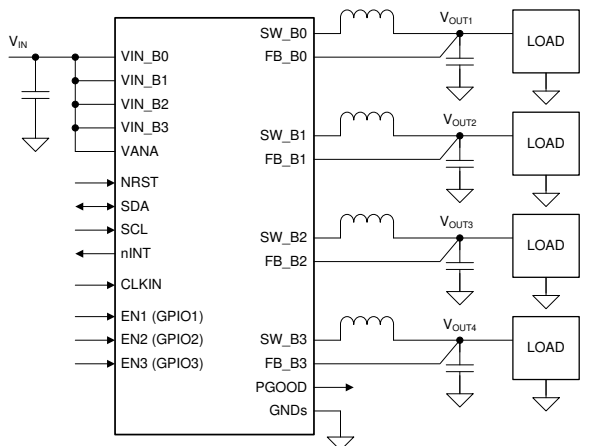 VIN
VIN_B0
VIN_B1
VIN_B2
VIN_B3
VANA
NRST
SDA
SCL
nINT
CLKIN
EN1 (GPIO1)
EN2 (GPIO2)
EN3 (GPIO3)
SW_B0
FB_B0
SW_B1
FB_B1
SW_B2
FB_B2
SW_B3
FB_B3
PGOOD
GNDs
VOUT1
LOAD
VOUT2
LOAD
VOUT3
LOAD
VOUT4
LOAD